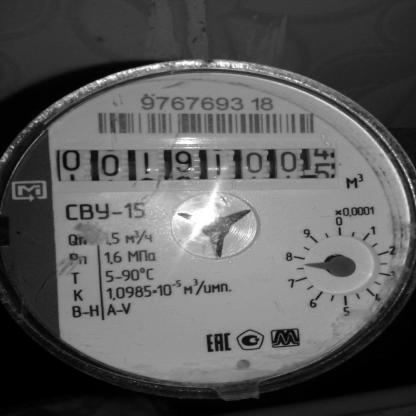 9767693 18
0 0 1 9 1 0 0 4
5
м³
СВУ-15
Qn 1,5 м³/ч
Pn 1,6 МПа
T 5-90°C
K 1,0985·10⁻⁵ м³/имп.
B-H A-V
×0,0001
0
9 1
8 2
7
6 5
EAC C M